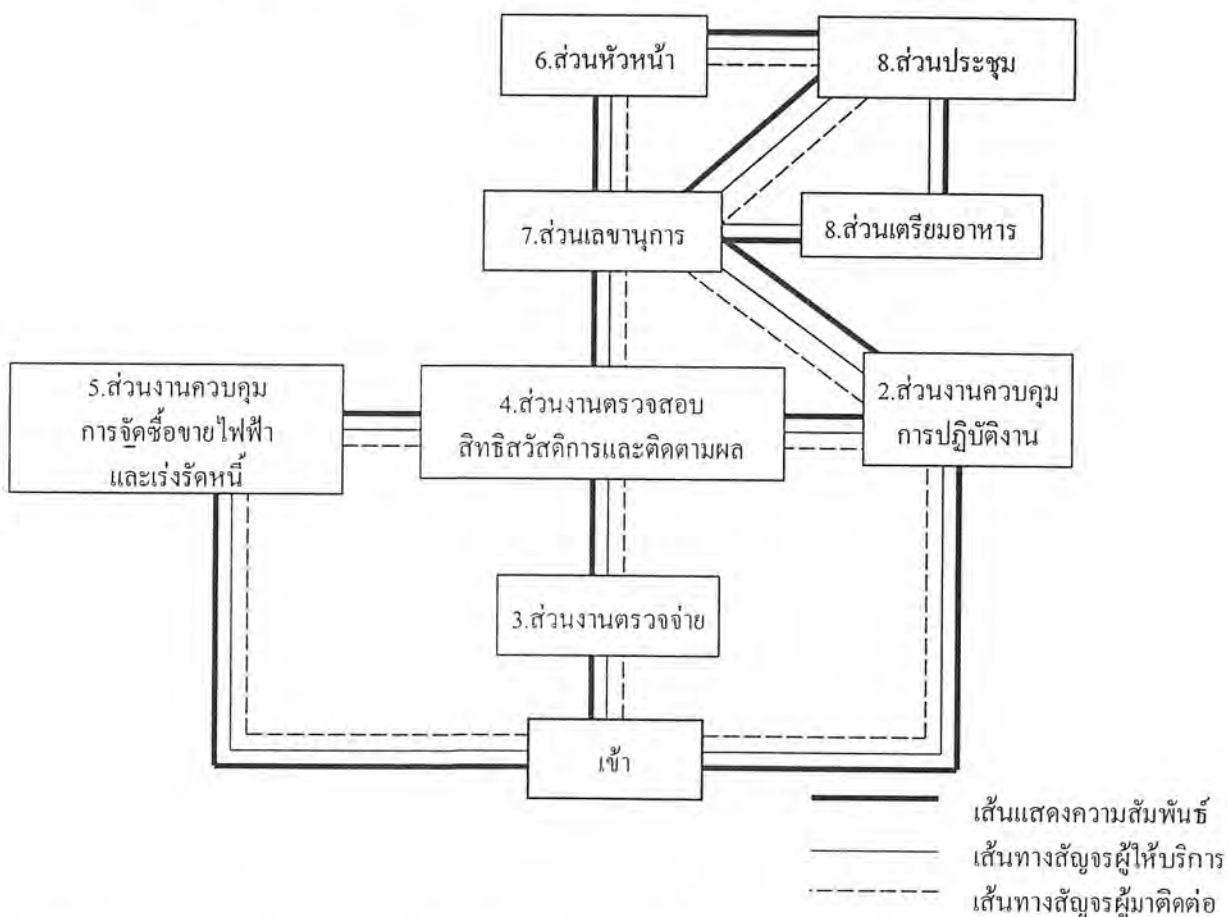 6.ส่วนหัวหน้า
8.ส่วนประชุม
7.ส่วนเลขานุการ
8.ส่วนเตรียมอาหาร
5.ส่วนงานควบคุม
การจัดซื้อขายไฟฟ้า
และเร่งรัดหนี้
4.ส่วนงานตรวจสอบ
สิทธิสวัสดิการและติดตามผล
2.ส่วนงานควบคุม
การปฏิบัติงาน
3.ส่วนงานตรวจจ่าย
เข้า
เส้นแสดงความสัมพันธ์
เส้นทางสัญจรผู้ให้บริการ
เส้นทางสัญจรผู้มาติดต่อ